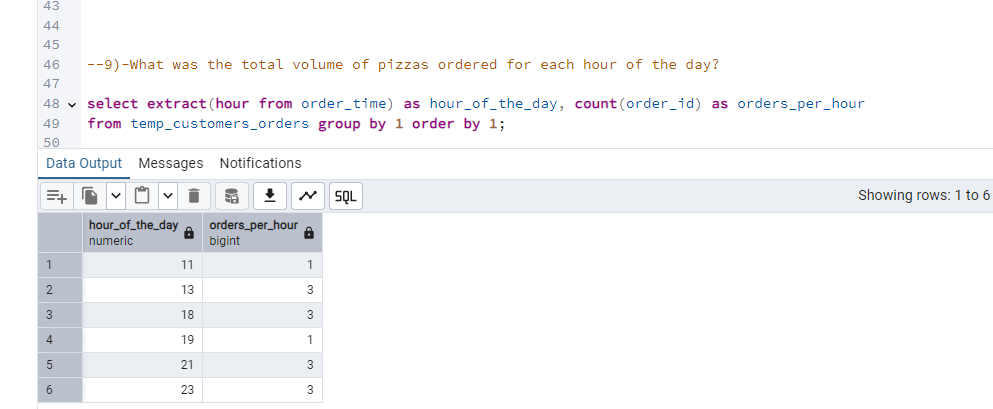 43
44
45
46 --9)-What was the total volume of pizzas ordered for each hour of the day?
47
48 select extract(hour from order_time) as hour_of_the_day, count(order_id) as orders_per_hour
49 from temp_customers_orders group by 1 order by 1;
50
Data Output Messages Notifications
SQL Showing rows: 1 to 6
hour_of_the_day orders_per_hour
numeric bigint
1 11 1
2 13 3
3 18 3
4 19 1
5 21 3
6 23 3